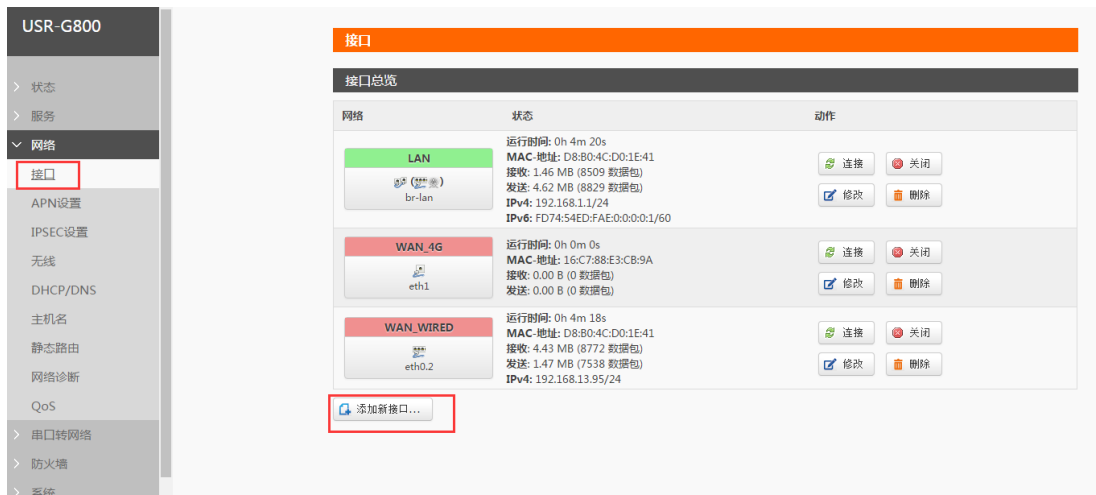 USR-G800
状态
服务
网络
接口
APN设置
IPSEC设置
无线
DHCP/DNS
主机名
静态路由
网络诊断
QoS
串口转网络
防火墙
系统
接口
接口总览
网络 状态 动作
LAN
br-lan
运行时间: 0h 4m 20s
MAC-地址: D8:B0:4C:D0:1E:41
接收: 1.46 MB (8509 数据包)
发送: 4.62 MB (8829 数据包)
IPv4: 192.168.1.1/24
IPv6: FD74:54ED:FAE:0:0:0:0:1/60
连接 关闭
修改 删除
WAN_4G
eth1
运行时间: 0h 0m 0s
MAC-地址: 16:C7:88:E3:CB:9A
接收: 0.00 B (0 数据包)
发送: 0.00 B (0 数据包)
连接 关闭
修改 删除
WAN_WIRED
eth0.2
运行时间: 0h 4m 18s
MAC-地址: D8:B0:4C:D0:1E:41
接收: 4.43 MB (8772 数据包)
发送: 1.47 MB (7538 数据包)
IPv4: 192.168.13.95/24
连接 关闭
修改 删除
添加新接口...